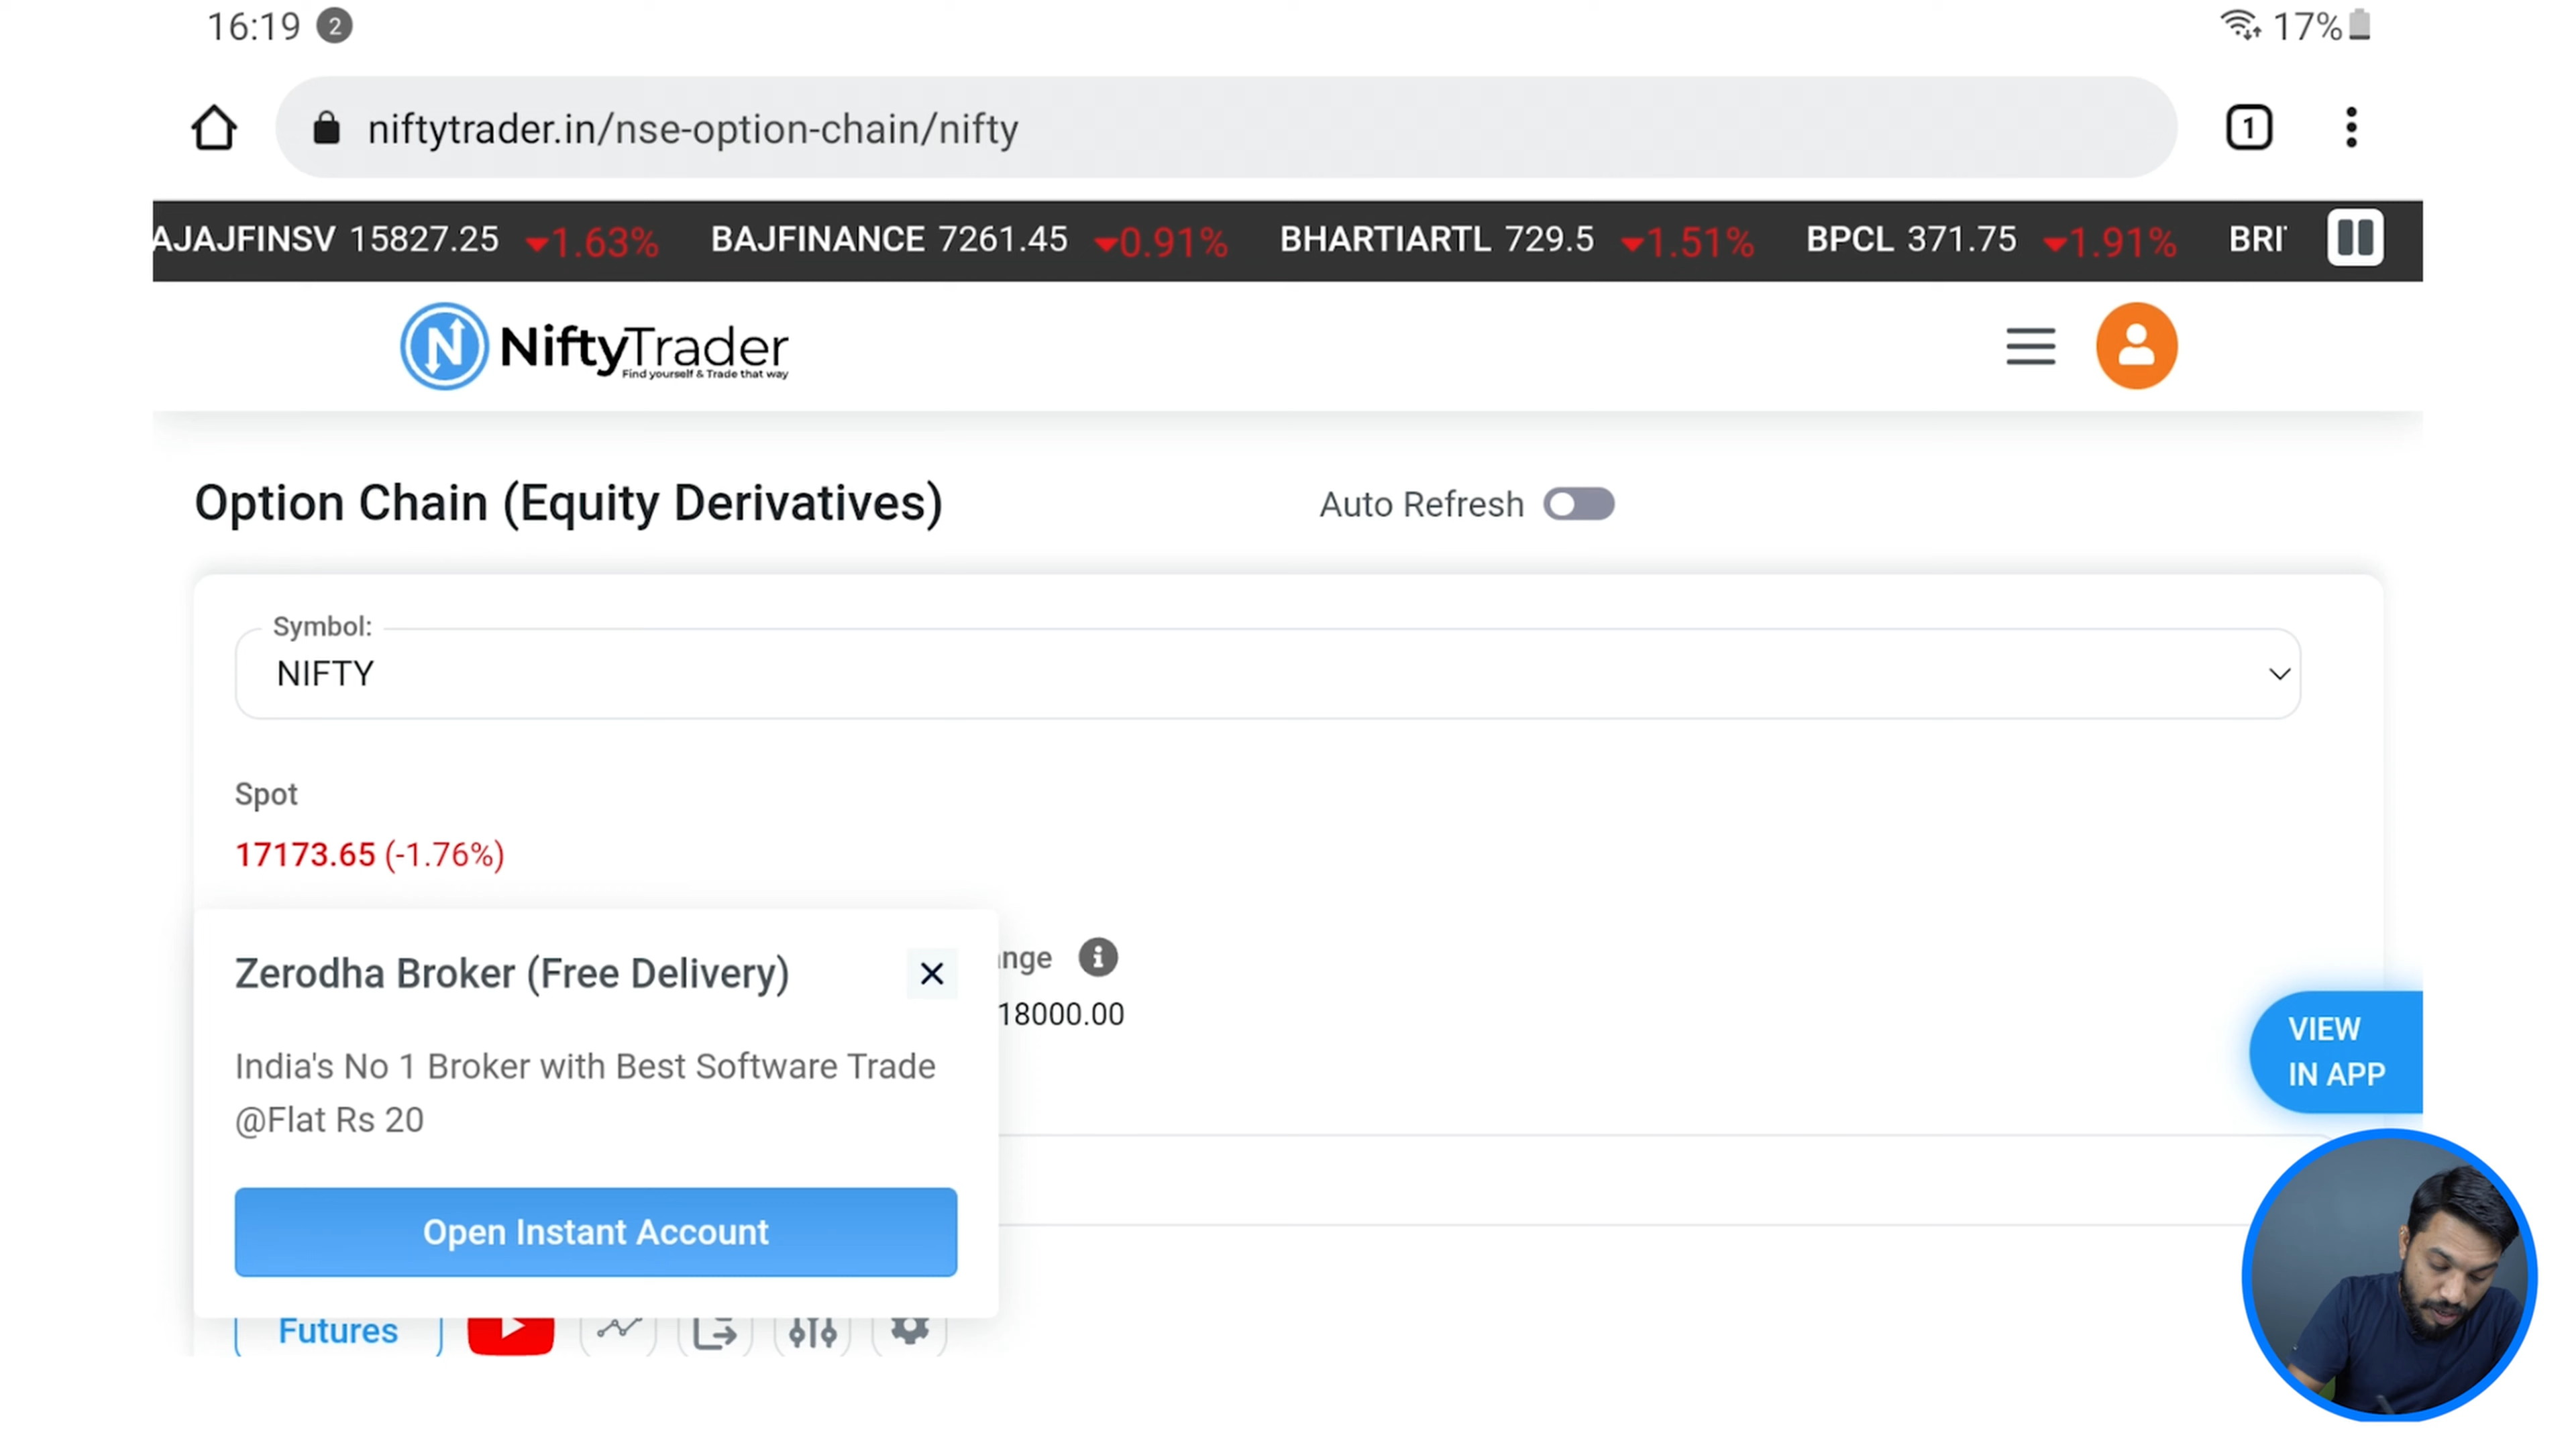 16:19 2 17%
niftytrader.in/nse-option-chain/nifty 1
AJAJFINSV 15827.25 1.63% BAJFINANCE 7261.45 0.91% BHARTIARTL 729.5 1.51% BPCL 371.75 1.91% BRIT
N NiftyTrader
Find yourself & Trade that way
Option Chain (Equity Derivatives) Auto Refresh
Symbol:
NIFTY
Spot
17173.65 (-1.76%)
Zerodha Broker (Free Delivery)
India's No 1 Broker with Best Software Trade
@Flat Rs 20
Open Instant Account
nge
18000.00
VIEW
IN APP
Futures